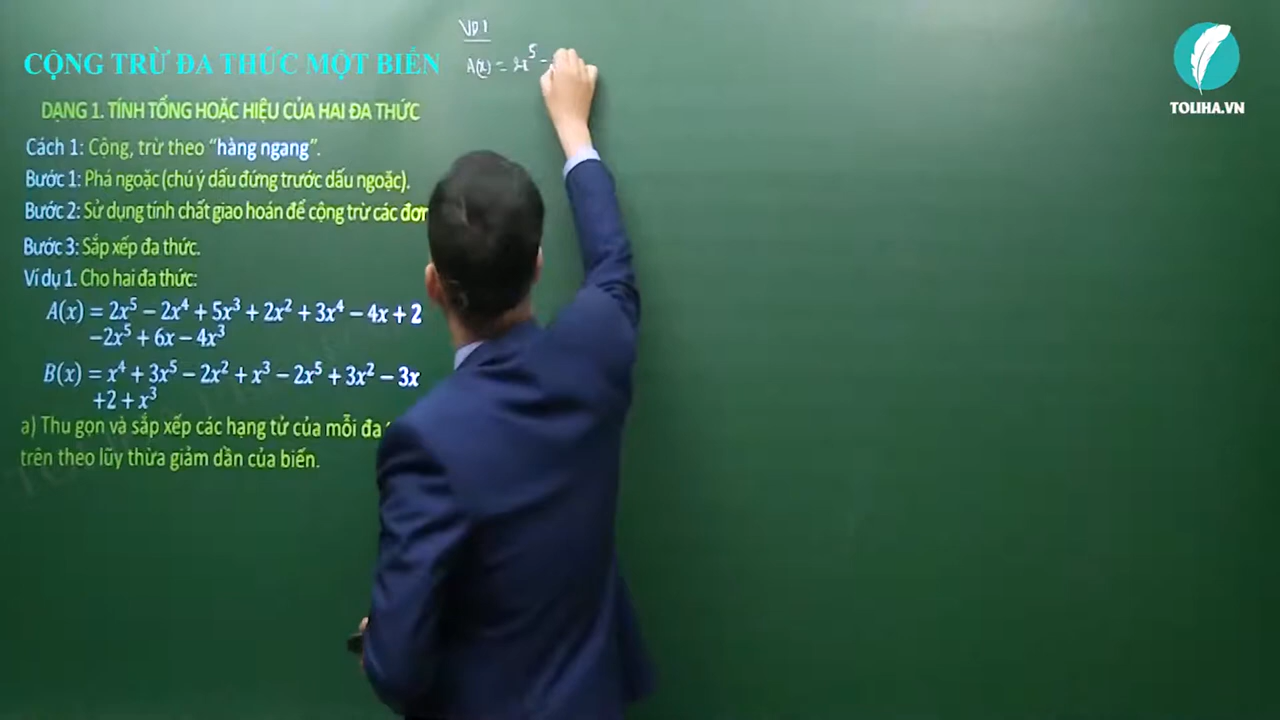 CỘNG TRỪ ĐA THỨC MỘT BIẾN
DẠNG 1. TÍNH TỔNG HOẶC HIỆU CỦA HAI ĐA THỨC
Cách 1: Cộng, trừ theo “hàng ngang”.
Bước 1: Phá ngoặc (chú ý dấu đứng trước dấu ngoặc).
Bước 2: Sử dụng tính chất giao hoán để cộng trừ các
Bước 3: Sắp xếp đa thức.
Ví dụ 1. Cho hai đa thức:
A(x) = 2x⁵ − 2x⁴ + 5x³ + 2x² + 3x⁴ − 4x + 2
−2x⁵ + 6x − 4x³
B(x) = x⁴ + 3x⁵ − 2x² + x³ − 2x⁵ + 3x² − 3x
+2 + x³
a) Thu gọn và sắp xếp các hạng tử của mỗi đa
trên theo lũy thừa giảm dần của biến.
VD1
A(x) = 2x⁵ −
TOLIHA.VN